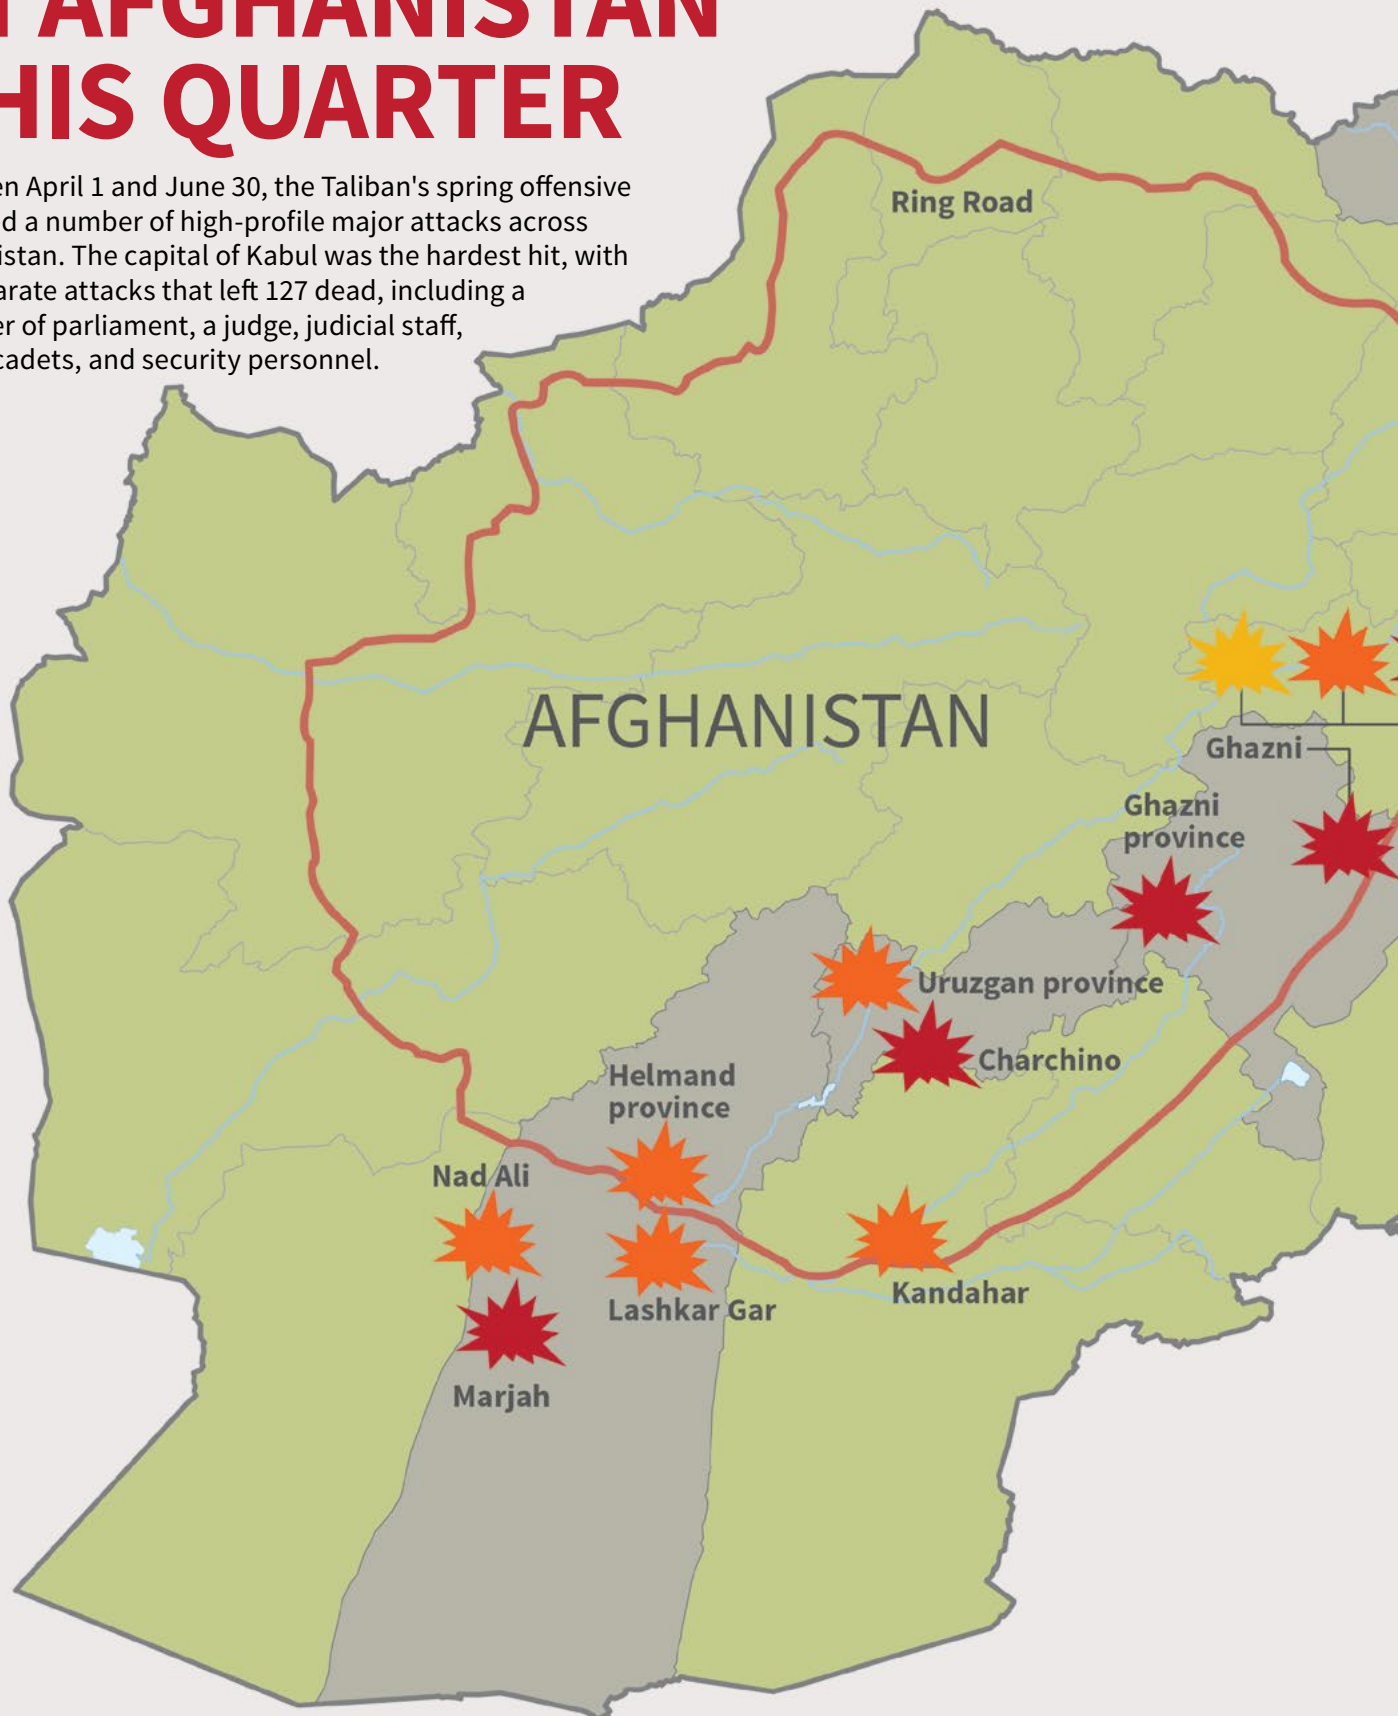 AFGHANISTAN
HIS QUARTER
en April 1 and June 30, the Taliban's spring offensive
d a number of high-profile major attacks across
istan. The capital of Kabul was the hardest hit, with
arate attacks that left 127 dead, including a
er of parliament, a judge, judicial staff,
cadets, and security personnel.
Ring Road
AFGHANISTAN
Ghazni
Ghazni
province
Uruzgan province
Charchino
Helmand
province
Nad Ali
Lashkar Gar
Kandahar
Marjah